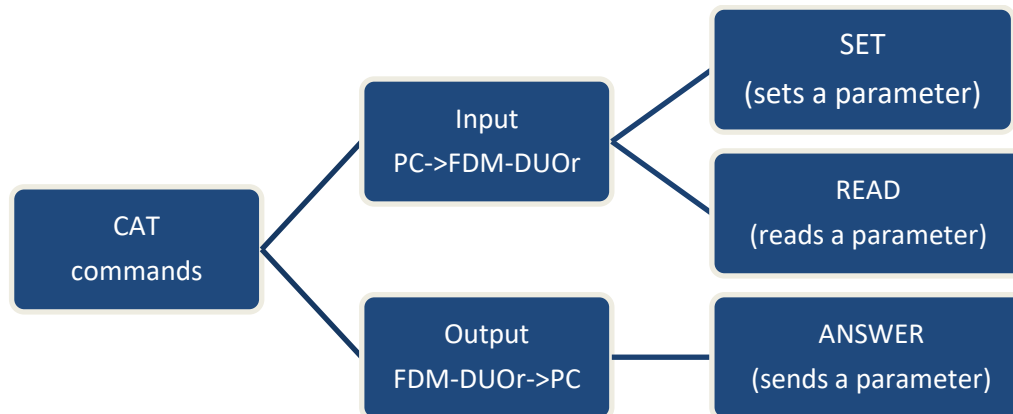 CAT
commands
Input
PC->FDM-DUOr
SET
(sets a parameter)
READ
(reads a parameter)
Output
FDM-DUOr->PC
ANSWER
(sends a parameter)